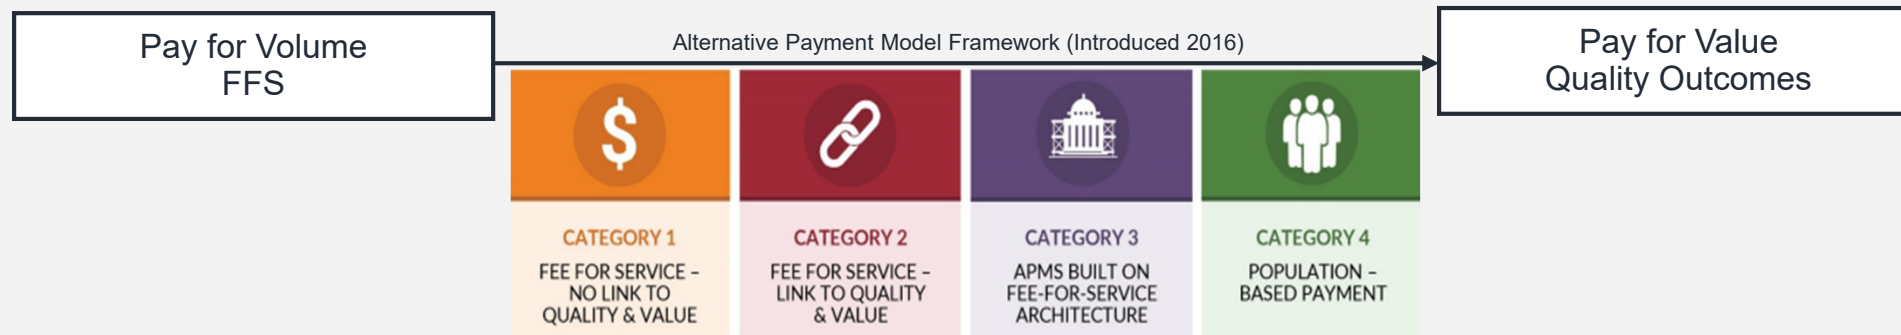 Pay for Volume
FFS
Alternative Payment Model Framework (Introduced 2016)
Pay for Value
Quality Outcomes
$
CATEGORY 1
FEE FOR SERVICE –
NO LINK TO
QUALITY & VALUE
CATEGORY 2
FEE FOR SERVICE –
LINK TO QUALITY
& VALUE
CATEGORY 3
APMS BUILT ON
FEE-FOR-SERVICE
ARCHITECTURE
CATEGORY 4
POPULATION –
BASED PAYMENT